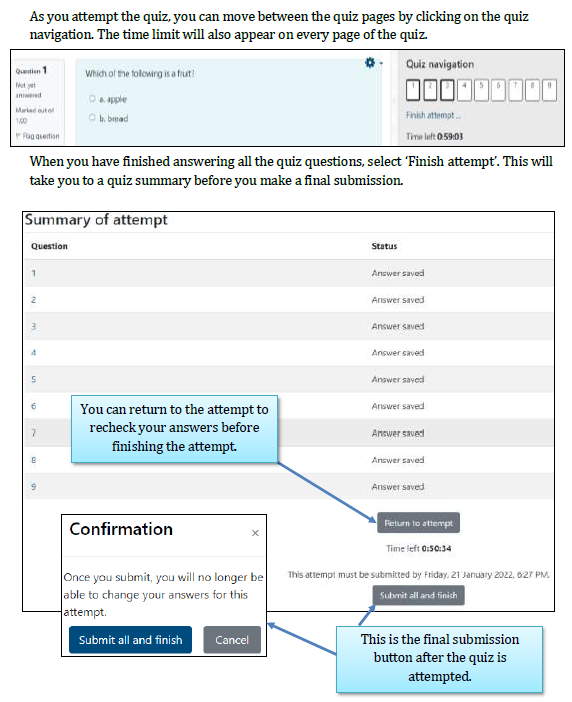 As you attempt the quiz, you can move between the quiz pages by clicking on the quiz
navigation. The time limit will also appear on every page of the quiz.
Question 1
Not yet
answered
Marked out of
1.00
Flag question
Which of the following is a fruit?
a. apple
b. bread
Quiz navigation
1 2 3 4 5 6 7 8 9
Finish attempt ...
Time left 0:59:03
When you have finished answering all the quiz questions, select 'Finish attempt'. This will
take you to a quiz summary before you make a final submission.
Summary of attempt
Question Status
1 Answer saved
2 Answer saved
3 Answer saved
4 Answer saved
5 Answer saved
6 Answer saved
7 Answer saved
8 Answer saved
9 Answer saved
You can return to the attempt to
recheck your answers before
finishing the attempt.
Return to attempt
Time left 0:50:34
This attempt must be submitted by Friday, 21 January 2022, 6:27 PM.
Submit all and finish
Confirmation ×
Once you submit, you will no longer be
able to change your answers for this
attempt.
Submit all and finish Cancel
This is the final submission
button after the quiz is
attempted.